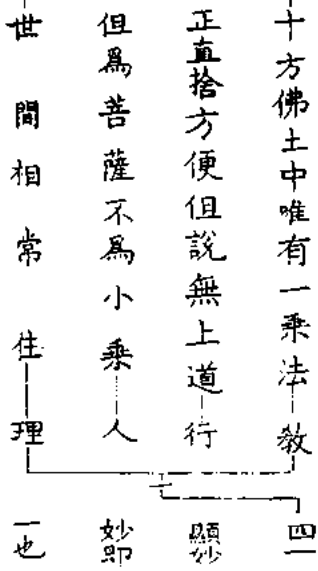 十方佛土中唯有一乘法 教
正直捨方便但說無上道 行
但爲菩薩不爲小乘 人
世間相常住 理
四一
顯妙
妙即
一也